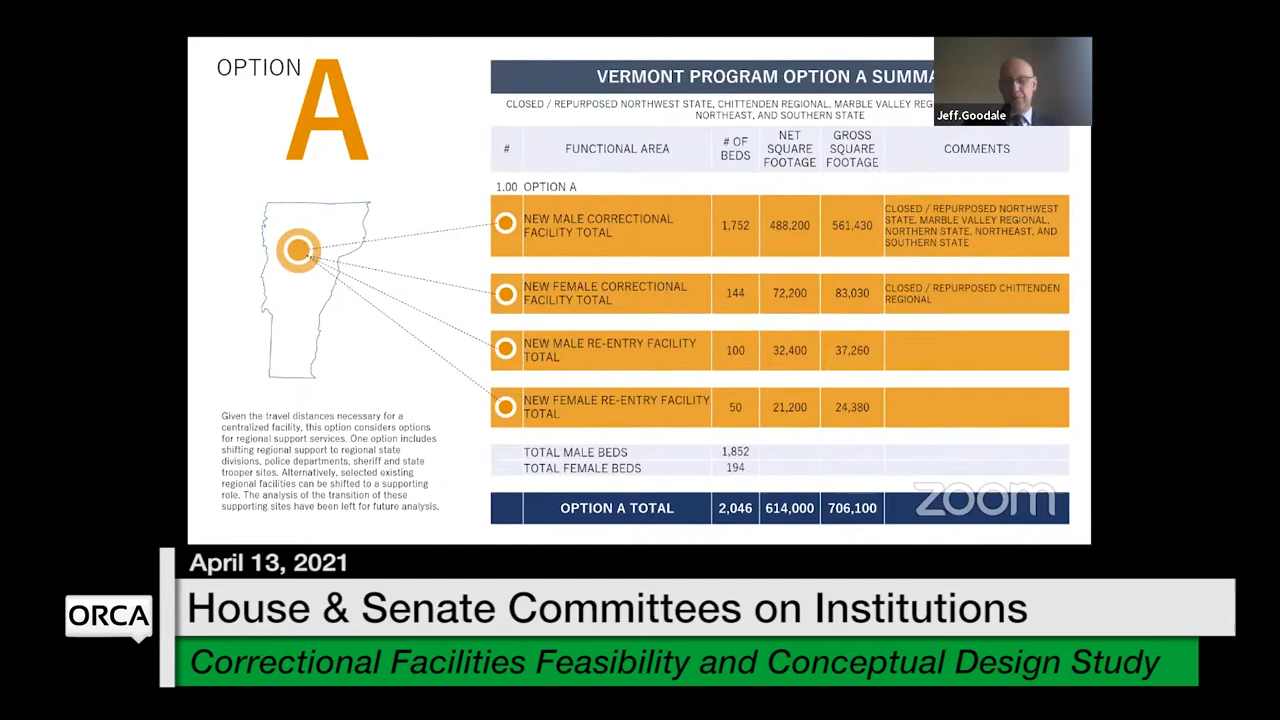 OPTION
A
VERMONT PROGRAM OPTION A
CLOSED / REPURPOSED NORTHWEST STATE, CHITTENDEN REGIONAL, MARBLE VALLEY
NORTHEAST, AND SOUTHERN STATE
Jeff.Goodale
#
FUNCTIONAL AREA
# OF
BEDS
NET
SQUARE
FOOTAGE
GROSS
SQUARE
FOOTAGE
COMMENTS
1.00 OPTION A
NEW MALE CORRECTIONAL
FACILITY TOTAL
1,752
488,200
561,430
CLOSED / REPURPOSED NORTHWEST
STATE, MARBLE VALLEY REGIONAL,
NORTHERN STATE, NORTHEAST, AND
SOUTHERN STATE
NEW FEMALE CORRECTIONAL
FACILITY TOTAL
144
72,200
83,030
CLOSED / REPURPOSED CHITTENDEN
REGIONAL
NEW MALE RE-ENTRY FACILITY
TOTAL
100
32,400
37,260
NEW FEMALE RE-ENTRY FACILITY
TOTAL
50
21,200
24,380
TOTAL MALE BEDS 1,852
TOTAL FEMALE BEDS 194
OPTION A TOTAL 2,046 614,000 706,100
Given the travel distances necessary for a
centralized facility, this option considers options
for regional support services. One option includes
shifting regional support to regional state
divisions, police departments, sheriff and state
trooper sites. Alternatively, selected existing
regional facilities can be shifted to a supporting
role. The analysis of the transition of these
supporting sites have been left for future analysis.
zoom
April 13, 2021
ORCA
House & Senate Committees on Institutions
Correctional Facilities Feasibility and Conceptual Design Study